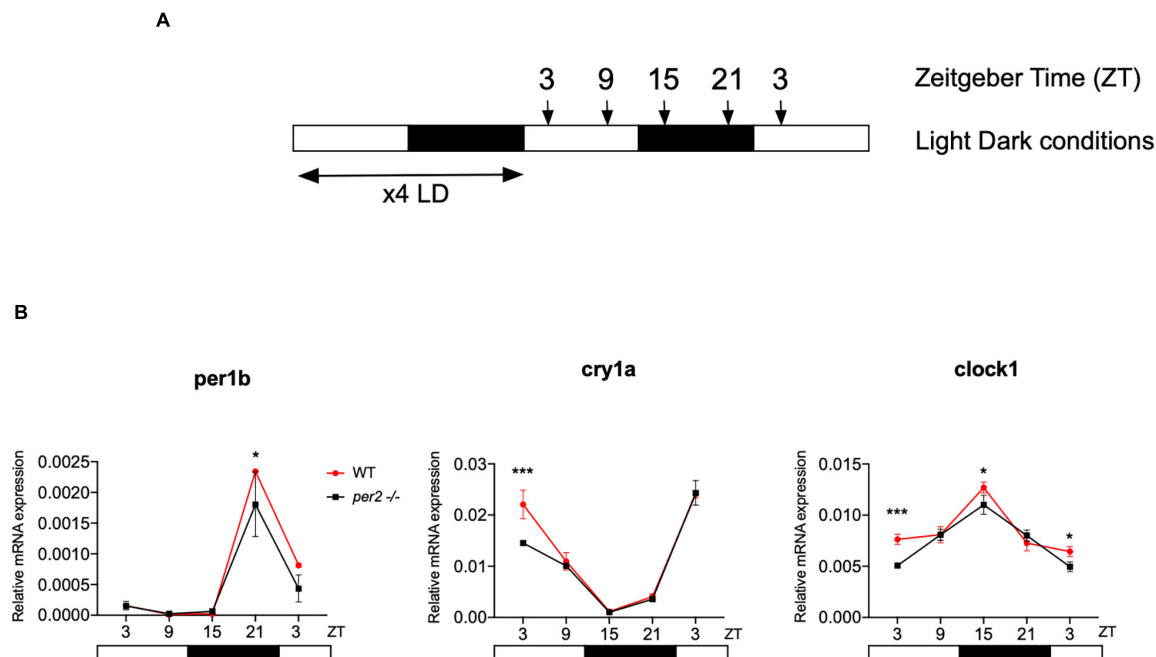 A
3 9 15 21 3 Zeitgeber Time (ZT)
Light Dark conditions
x4 LD
B
per1b
cry1a
clock1
Relative mRNA expression
0.0025
0.0020
0.0015
0.0010
0.0005
0.0000
*
WT
per2 -/-
3 9 15 21 3 ZT
Relative mRNA expression
0.03
0.02
0.01
0.00
***
3 9 15 21 3 ZT
Relative mRNA expression
0.015
0.010
0.005
0.000
***
*
*
3 9 15 21 3 ZT